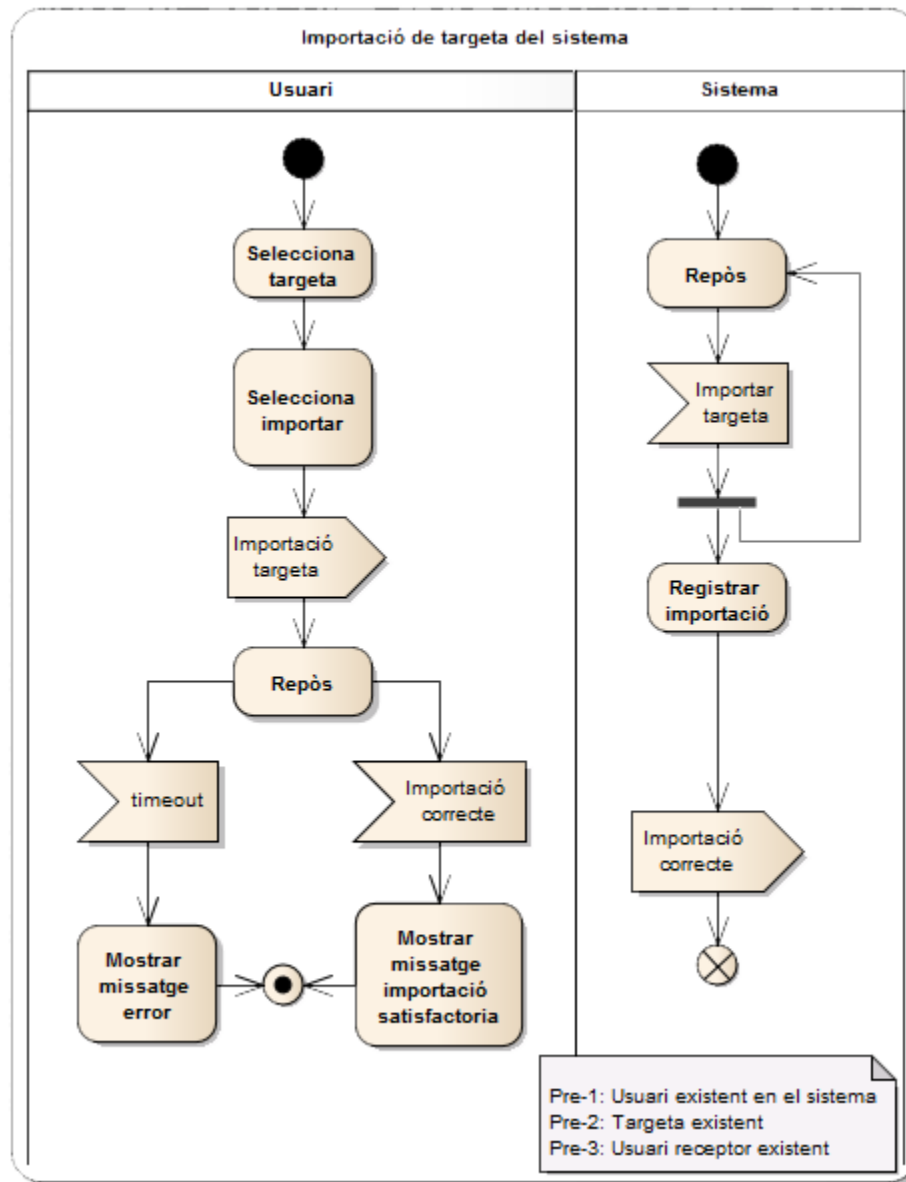 Importació de targeta del sistema
Usuari
Sistema
Selecciona
targeta
Selecciona
importar
Importació
targeta
Repòs
timeout
Importació
correcte
Mostrar
missatge
error
Mostrar
missatge
importació
satisfactoria
Repòs
Importar
targeta
Registrar
importació
Importació
correcte
Pre-1: Usuari existent en el sistema
Pre-2: Targeta existent
Pre-3: Usuari receptor existent